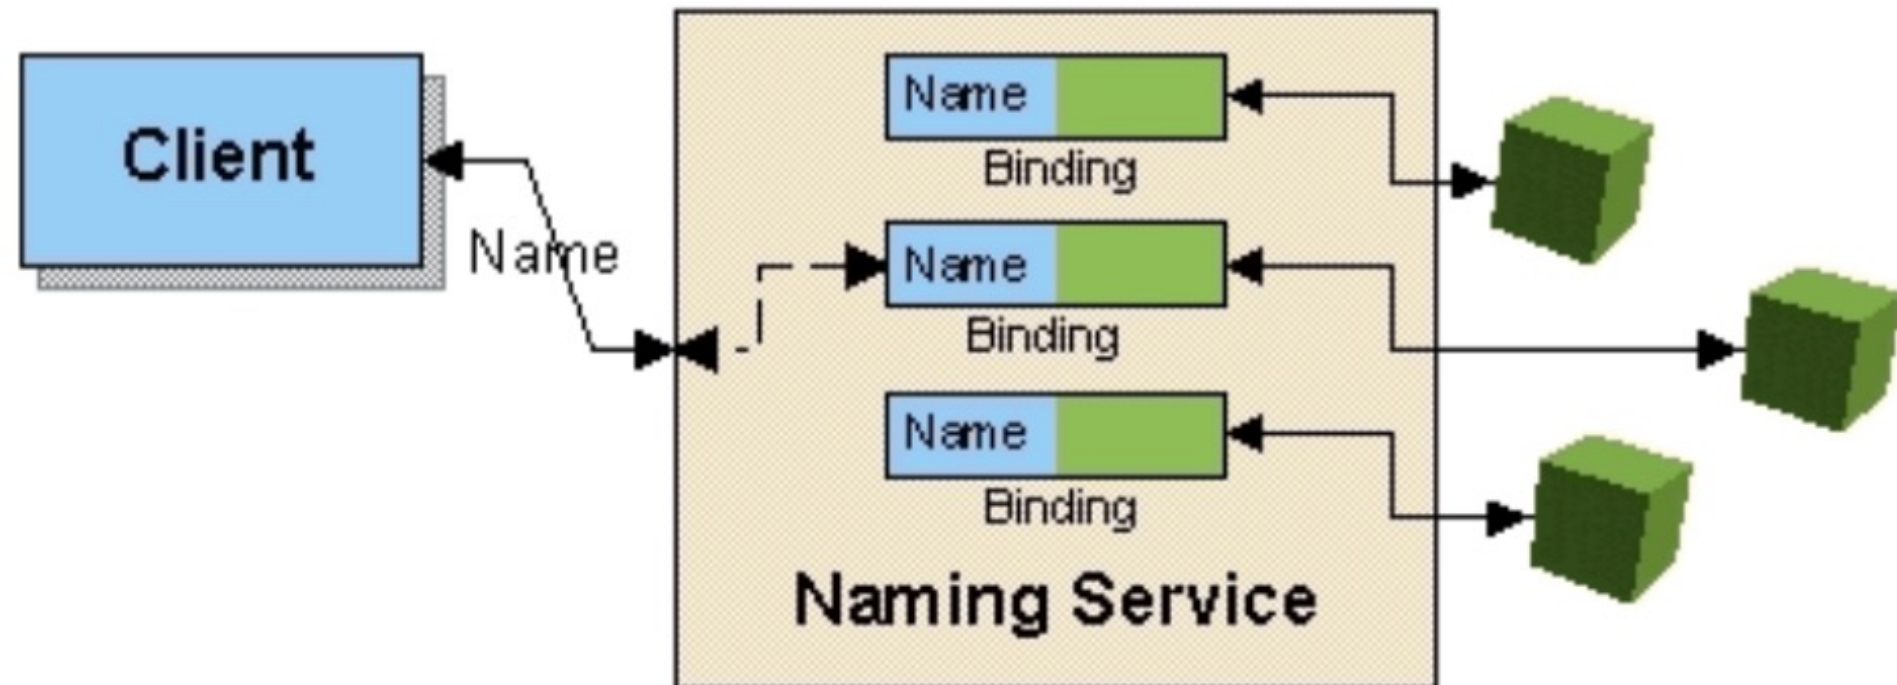 Client
Name
Name
Binding
Name
Binding
Name
Binding
Naming Service